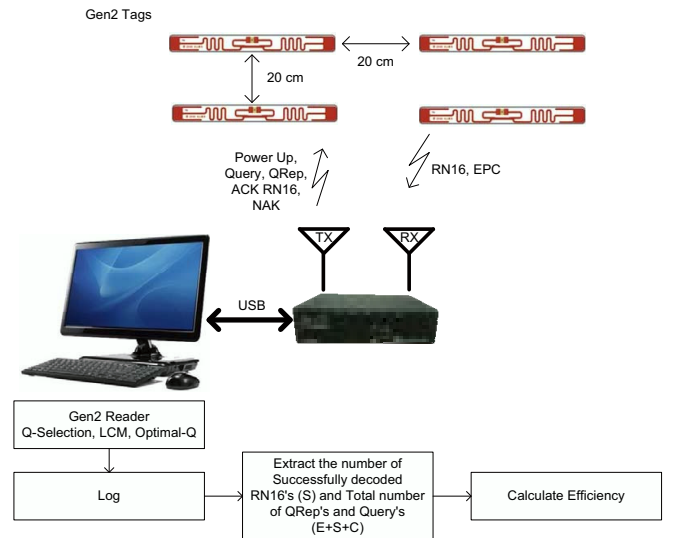 Gen2 Tags
20 cm
20 cm
Power Up,
Query, QRep,
ACK RN16,
NAK
RN16, EPC
TX
RX
USB
Gen2 Reader
Q-Selection, LCM, Optimal-Q
Log
Extract the number of
Successfully decoded
RN16's (S) and Total number
of QRep's and Query's
(E+S+C)
Calculate Efficiency